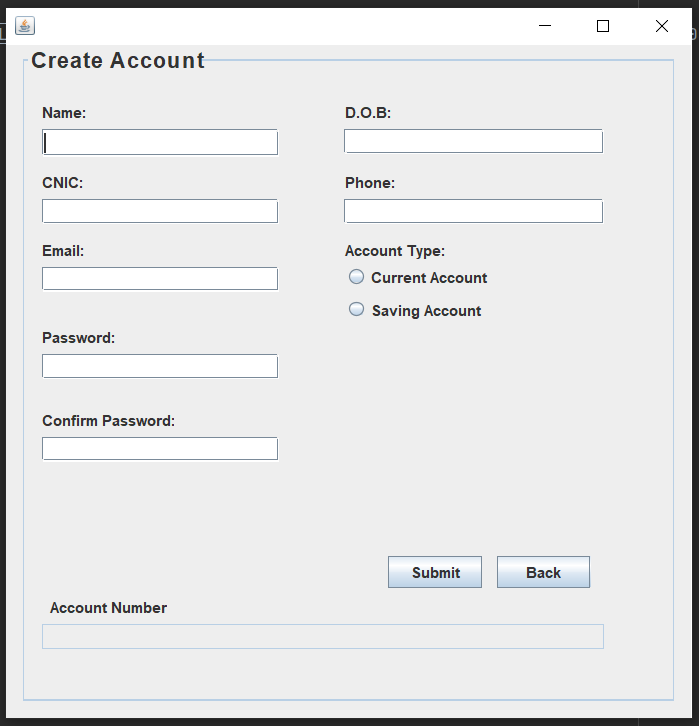 Create Account
Name:
D.O.B:
CNIC:
Phone:
Email:
Account Type:
Current Account
Saving Account
Password:
Confirm Password:
Submit
Back
Account Number